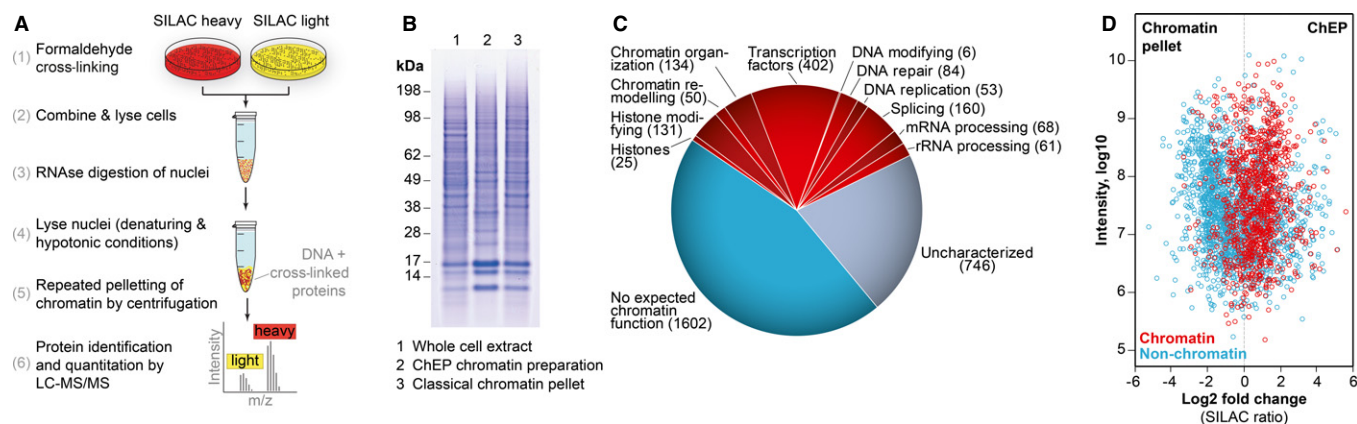 A
SILAC heavy
SILAC light
(1)
Formaldehyde
cross-linking
(2)
Combine & lyse cells
(3)
RNAse digestion of nuclei
(4)
Lyse nuclei (denaturing &
hypotonic conditions)
DNA +
cross-linked
proteins
(5)
Repeated pelleting of
chromatin by centrifugation
(6)
Protein identification
and quantitation by
LC-MS/MS
Intensity
light
heavy
m/z
B
1 2 3
kDa
198
98
62
49
38
28
17
14
1 Whole cell extract
2 ChEP chromatin preparation
3 Classical chromatin pellet
C
Chromatin organ-
ization (134)
Chromatin re-
modelling (50)
Histone modi-
fying (131)
Histones
(25)
Transcription
factors (402)
DNA modifying (6)
DNA repair (84)
DNA replication (53)
Splicing (160)
mRNA processing (68)
rRNA processing (61)
Uncharacterized
(746)
No expected
chromatin
function (1602)
D
Chromatin
pellet
ChEP
Intensity, log10
10
9
8
7
6
5
Chromatin
Non-chromatin
-6 -4 -2 0 2 4 6
Log2 fold change
(SILAC ratio)